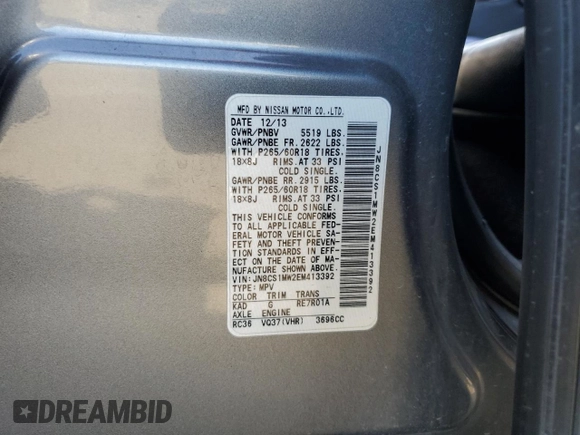 MFG BY NISSAN MOTOR CO.,LTD.
DATE 12/13
GVWR/PNBV 5519 LBS.
GAWR/PNBE FR.2622 LBS.
WITH P265/60R18 TIRES.
18X8J RIMS.AT 33 PSI
COLD SINGLE.
GAWR/PNBE RR.2915 LBS.
WITH P265/60R18 TIRES.
18X8J RIMS.AT 33 PSI
COLD SINGLE.
THIS VEHICLE CONFORMS
TO ALL APPLICABLE FED-
ERAL MOTOR VEHICLE SA-
FETY AND THEFT PREVEN-
TION STANDARDS IN EFF-
ECT ON THE DATE OF MA-
NUFACTURE SHOWN ABOVE.
VIN:JN8CS1MW2EM413392
TYPE:MPV
COLOR TRIM TRANS
KAD G RE7R01A
AXLE ENGINE
RC36 VQ37(VHR) 3696CC
JN8CS1MW2EM413392
DREAMBID